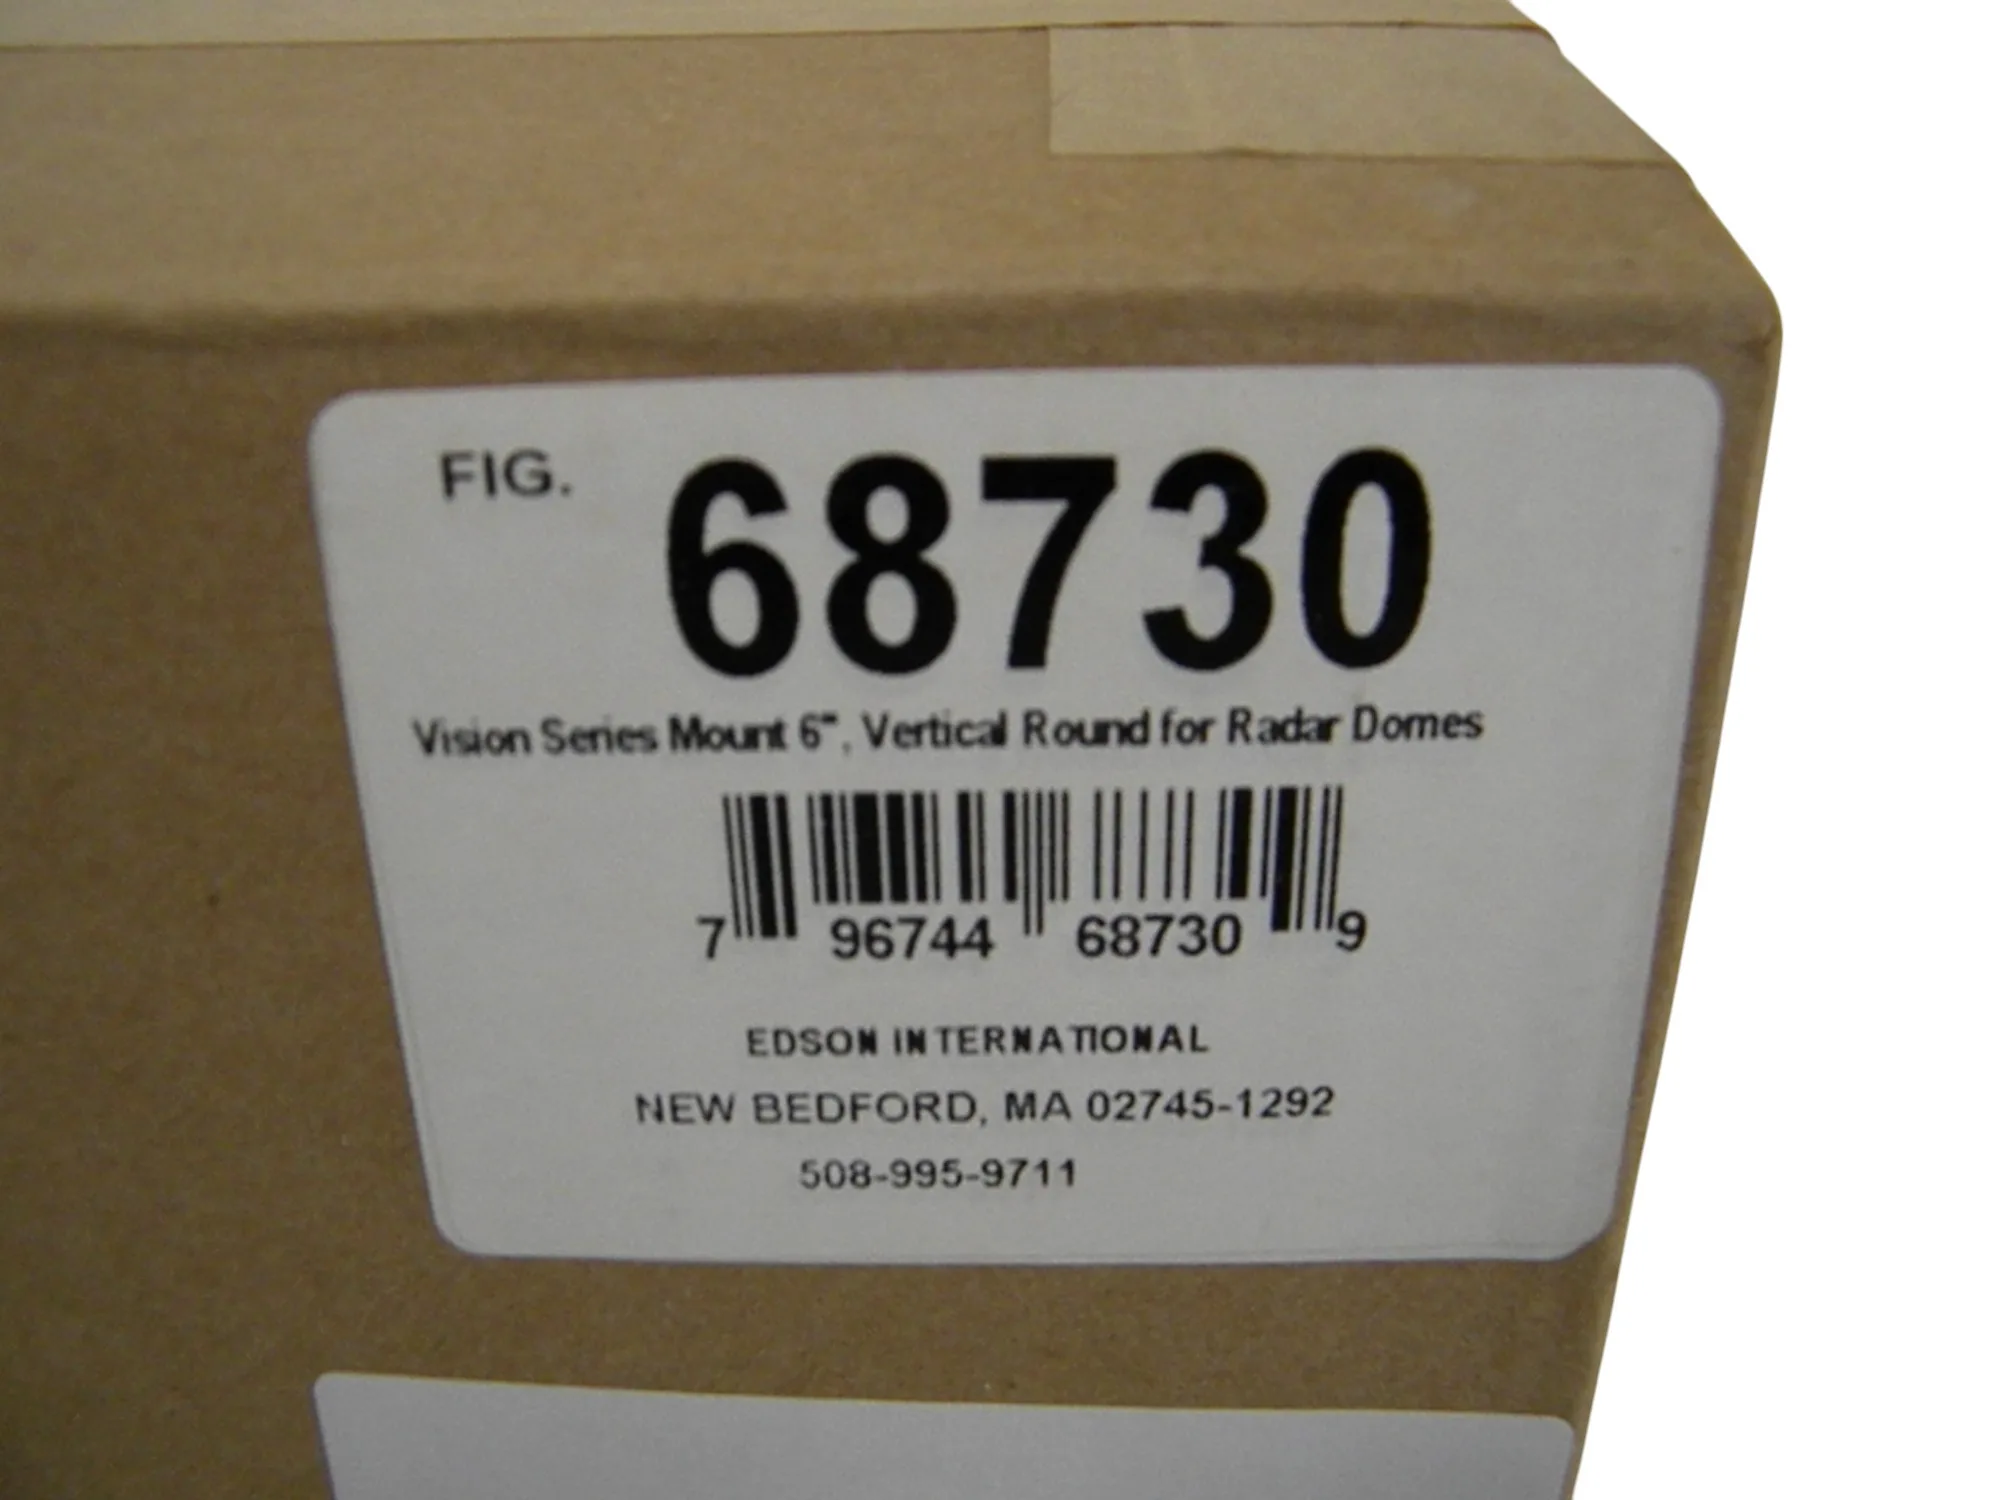 FIG. 68730
Vision Series Mount 6", Vertical Round for Radar Domes
7 96744 68730 9
EDSON INTERNATIONAL
NEW BEDFORD, MA 02745-1292
508-995-9711